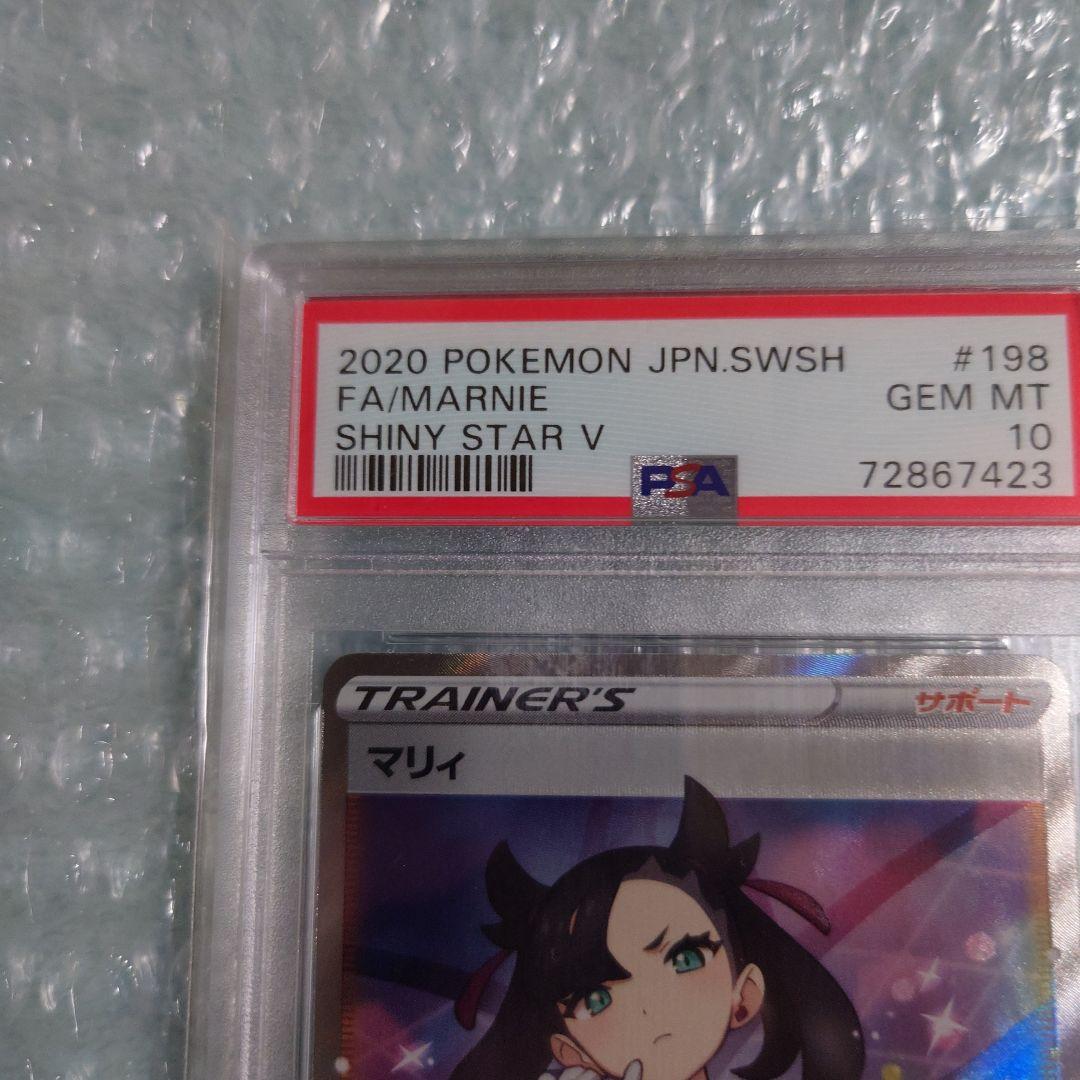 2020 POKEMON JPN.SWSH #198
FA/MARNIE GEM MT
SHINY STAR V 10
PSA 72867423
TRAINER'S サポート
マリィ